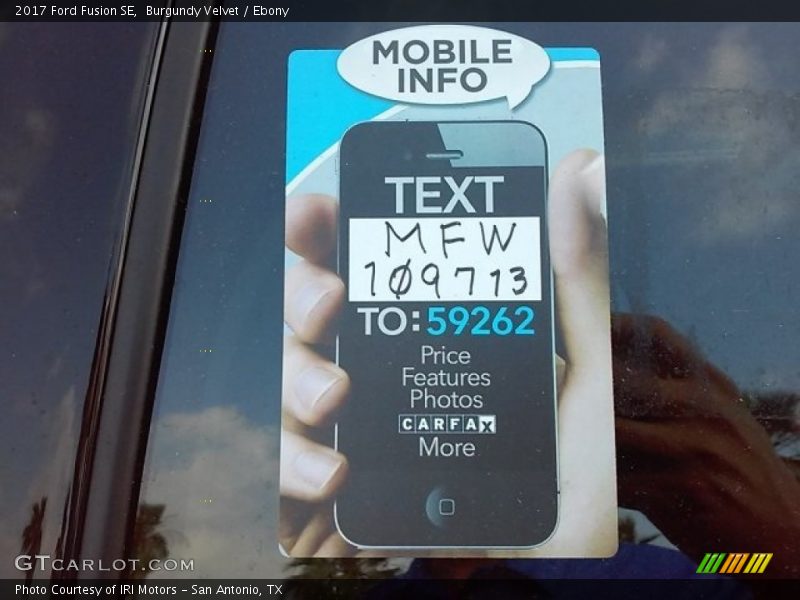 2017 Ford Fusion SE, Burgundy Velvet / Ebony
MOBILE
INFO
TEXT
MFW
109713
TO: 59262
Price
Features
Photos
CARFAX
More
GTCARLOT.COM
Photo Courtesy of IRI Motors - San Antonio, TX